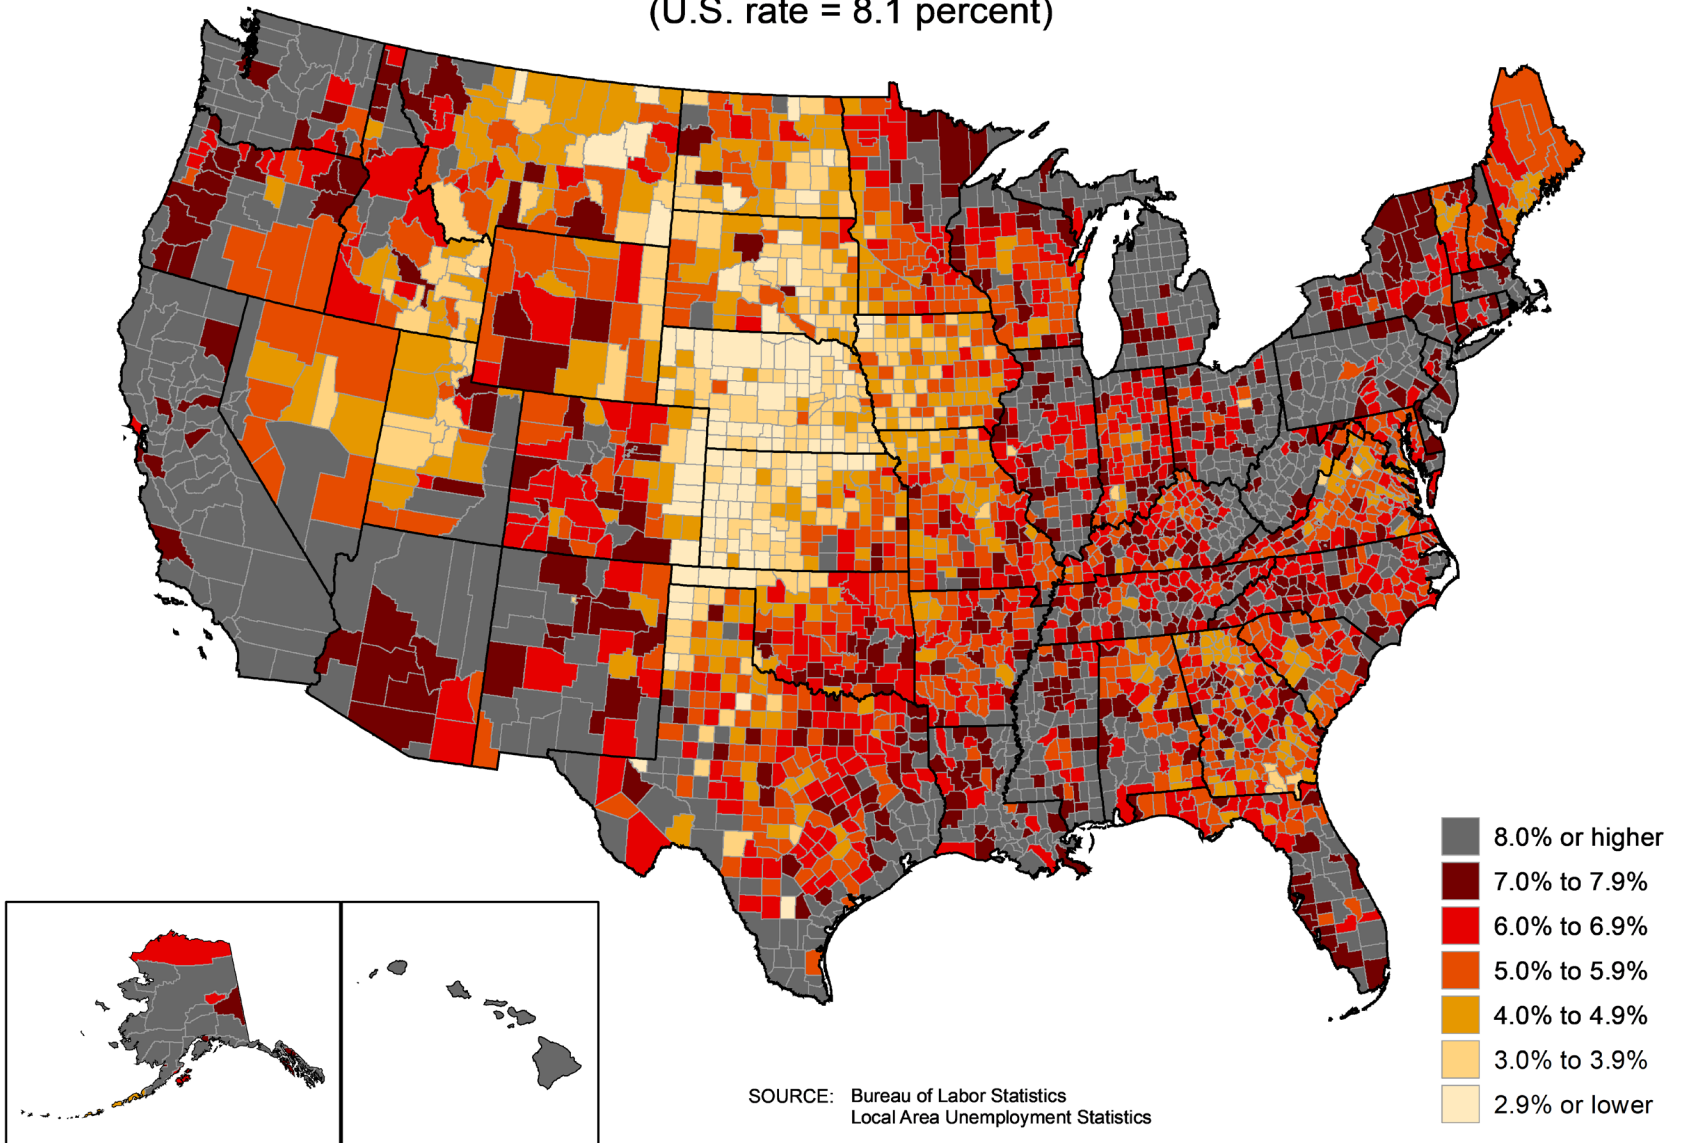 (U.S. rate = 8.1 percent)
8.0% or higher
7.0% to 7.9%
6.0% to 6.9%
5.0% to 5.9%
4.0% to 4.9%
3.0% to 3.9%
2.9% or lower
SOURCE: Bureau of Labor Statistics
Local Area Unemployment Statistics